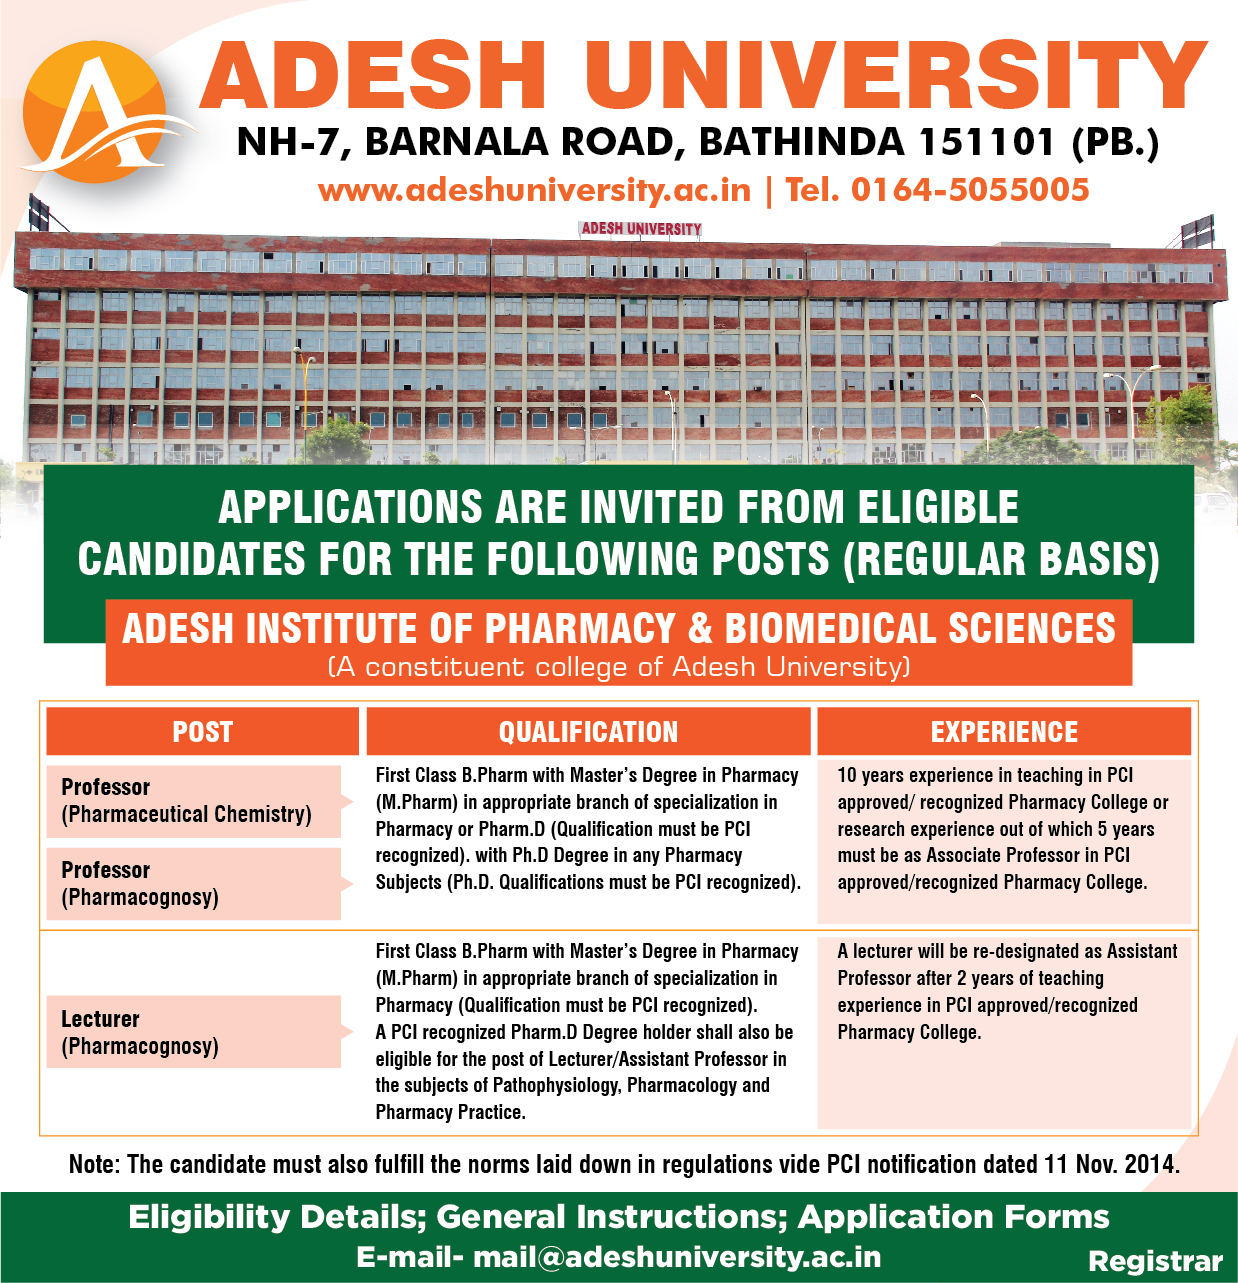 ADESH UNIVERSITY
NH-7, BARNALA ROAD, BATHINDA 151101 (PB.)
www.adeshuniversity.ac.in | Tel. 0164-5055005
ADESH UNIVERSITY
APPLICATIONS ARE INVITED FROM ELIGIBLE
CANDIDATES FOR THE FOLLOWING POSTS (REGULAR BASIS)
ADESH INSTITUTE OF PHARMACY & BIOMEDICAL SCIENCES
(A constituent college of Adesh University)
POST
QUALIFICATION
EXPERIENCE
Professor
(Pharmaceutical Chemistry)
Professor
(Pharmacognosy)
First Class B.Pharm with Master's Degree in Pharmacy
(M.Pharm) in appropriate branch of specialization in
Pharmacy or Pharm.D (Qualification must be PCI
recognized). with Ph.D Degree in any Pharmacy
Subjects (Ph.D. Qualifications must be PCI recognized).
10 years experience in teaching in PCI
approved/ recognized Pharmacy College or
research experience out of which 5 years
must be as Associate Professor in PCI
approved/recognized Pharmacy College.
Lecturer
(Pharmacognosy)
First Class B.Pharm with Master's Degree in Pharmacy
(M.Pharm) in appropriate branch of specialization in
Pharmacy (Qualification must be PCI recognized).
A PCI recognized Pharm.D Degree holder shall also be
eligible for the post of Lecturer/Assistant Professor in
the subjects of Pathophysiology, Pharmacology and
Pharmacy Practice.
A lecturer will be re-designated as Assistant
Professor after 2 years of teaching
experience in PCI approved/recognized
Pharmacy College.
Note: The candidate must also fulfill the norms laid down in regulations vide PCI notification dated 11 Nov. 2014.
Eligibility Details; General Instructions; Application Forms
E-mail- mail@adeshuniversity.ac.in
Registrar